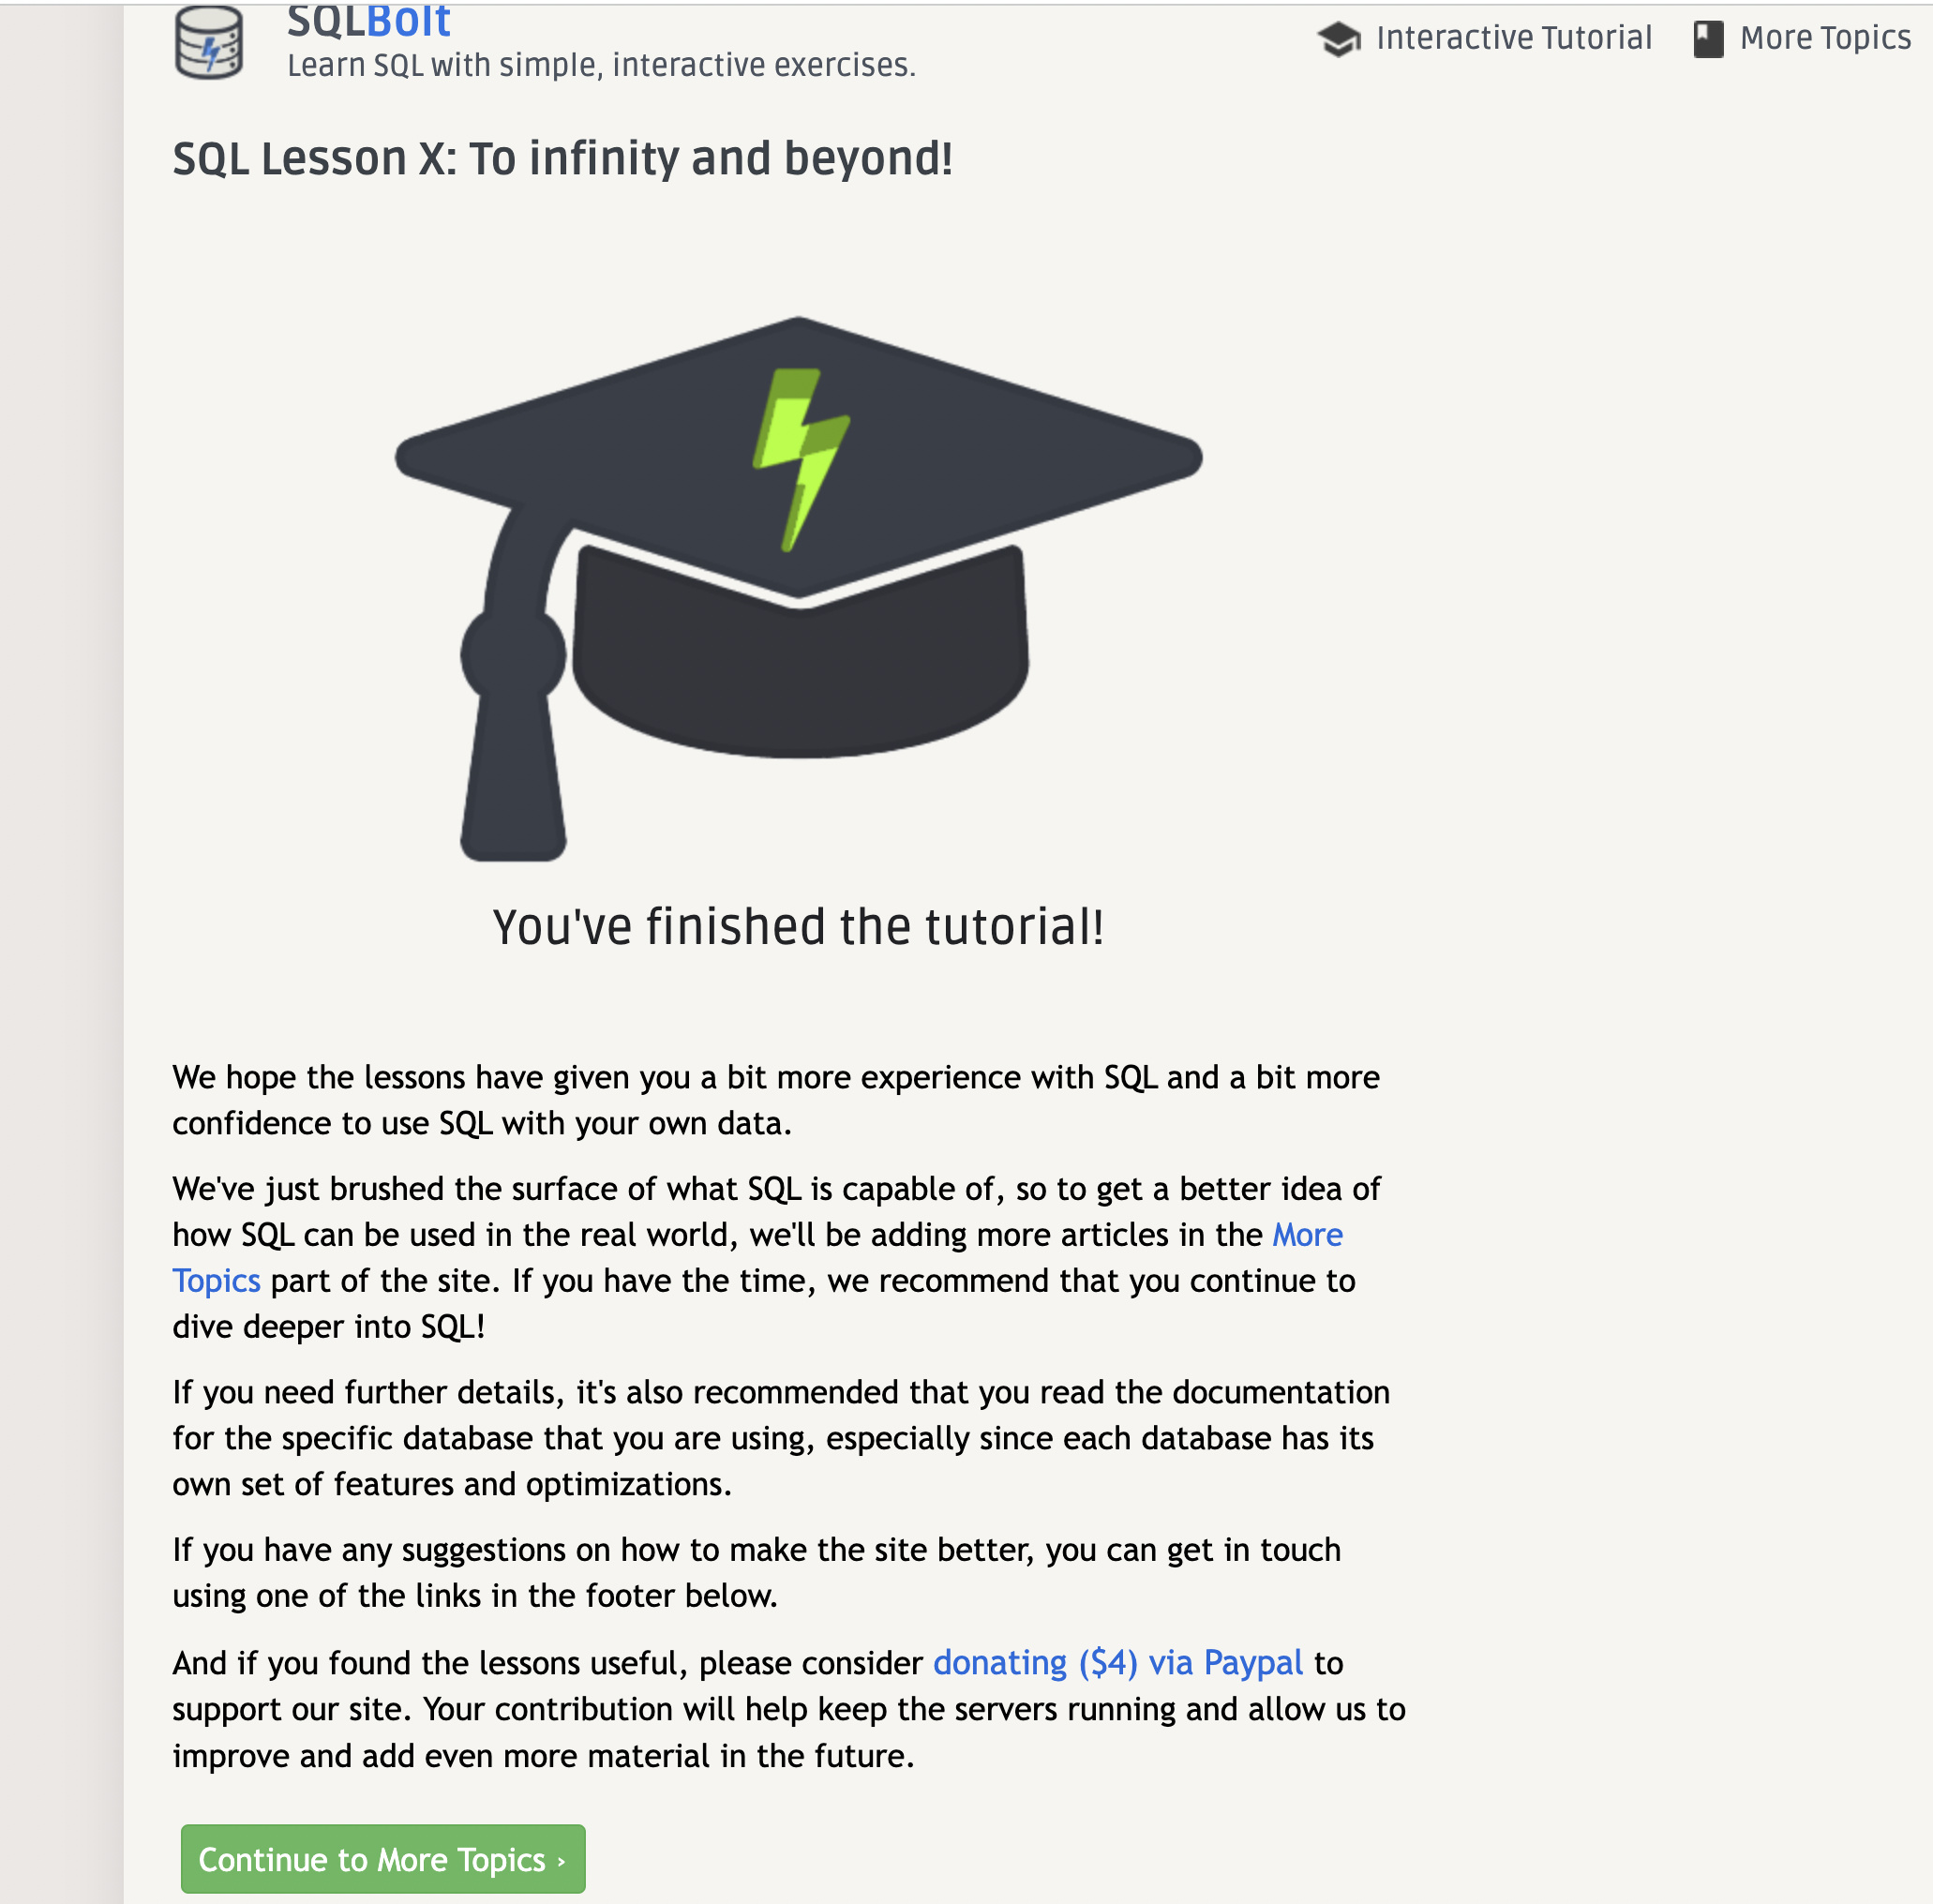 SQLBolt
Learn SQL with simple, interactive exercises.
Interactive Tutorial
More Topics
SQL Lesson X: To infinity and beyond!
You've finished the tutorial!
We hope the lessons have given you a bit more experience with SQL and a bit more
confidence to use SQL with your own data.
We've just brushed the surface of what SQL is capable of, so to get a better idea of
how SQL can be used in the real world, we'll be adding more articles in the More
Topics part of the site. If you have the time, we recommend that you continue to
dive deeper into SQL!
If you need further details, it's also recommended that you read the documentation
for the specific database that you are using, especially since each database has its
own set of features and optimizations.
If you have any suggestions on how to make the site better, you can get in touch
using one of the links in the footer below.
And if you found the lessons useful, please consider donating ($4) via Paypal to
support our site. Your contribution will help keep the servers running and allow us to
improve and add even more material in the future.
Continue to More Topics ›